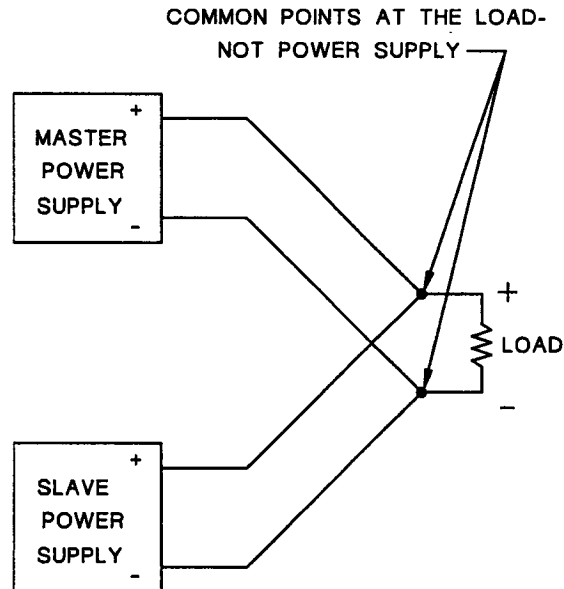 COMMON POINTS AT THE LOAD-
NOT POWER SUPPLY
+
MASTER
POWER
SUPPLY
-
+
LOAD
-
+
SLAVE
POWER
SUPPLY
-